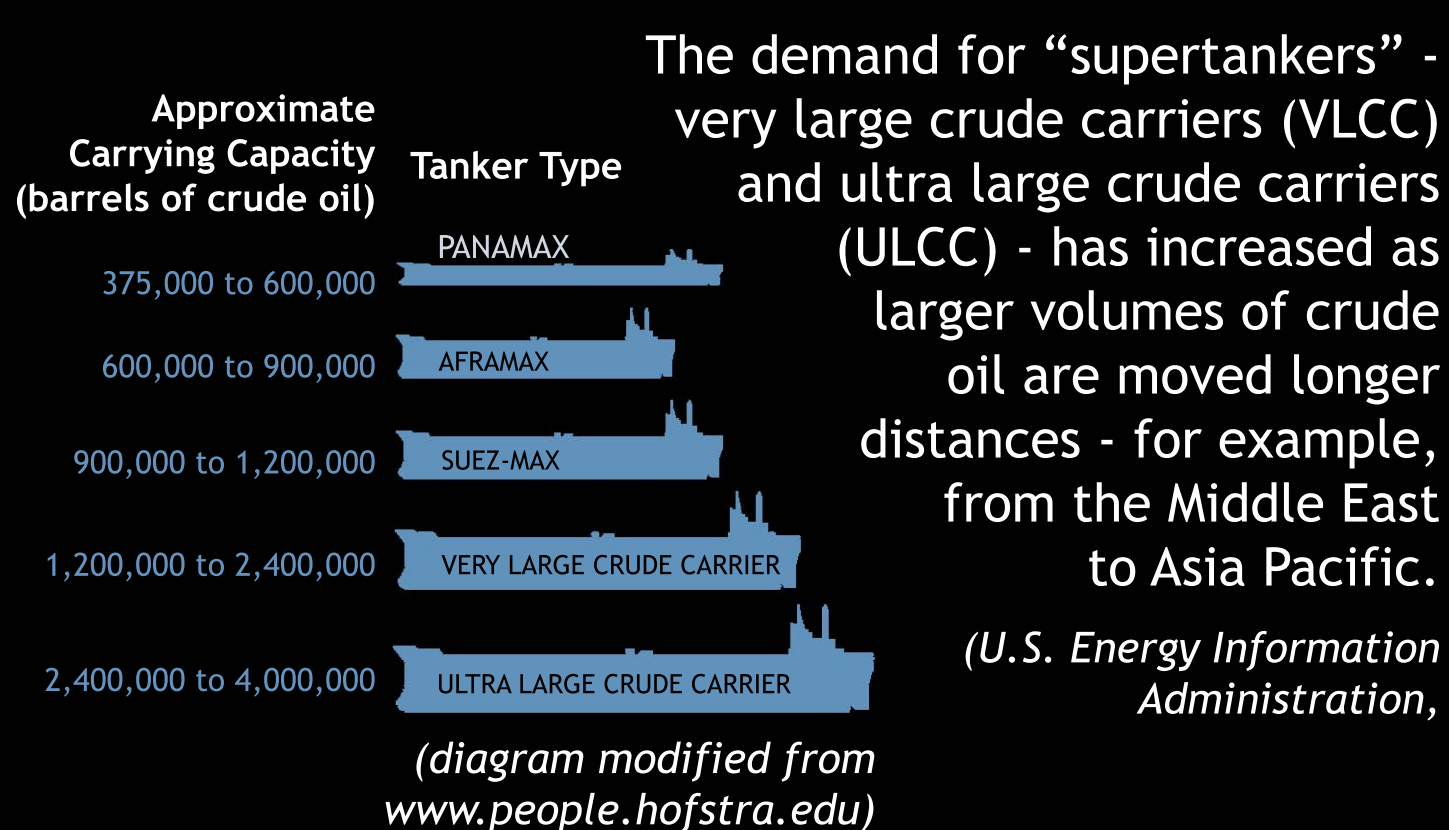 The demand for “supertankers” -
very large crude carriers (VLCC)
and ultra large crude carriers
(ULCC) - has increased as
larger volumes of crude
oil are moved longer
distances - for example,
from the Middle East
to Asia Pacific.
(U.S. Energy Information
Administration,
Approximate
Carrying Capacity
(barrels of crude oil)
Tanker Type
375,000 to 600,000
PANAMAX
600,000 to 900,000
AFRAMAX
900,000 to 1,200,000
SUEZ-MAX
1,200,000 to 2,400,000
VERY LARGE CRUDE CARRIER
2,400,000 to 4,000,000
ULTRA LARGE CRUDE CARRIER
(diagram modified from
www.people.hofstra.edu)